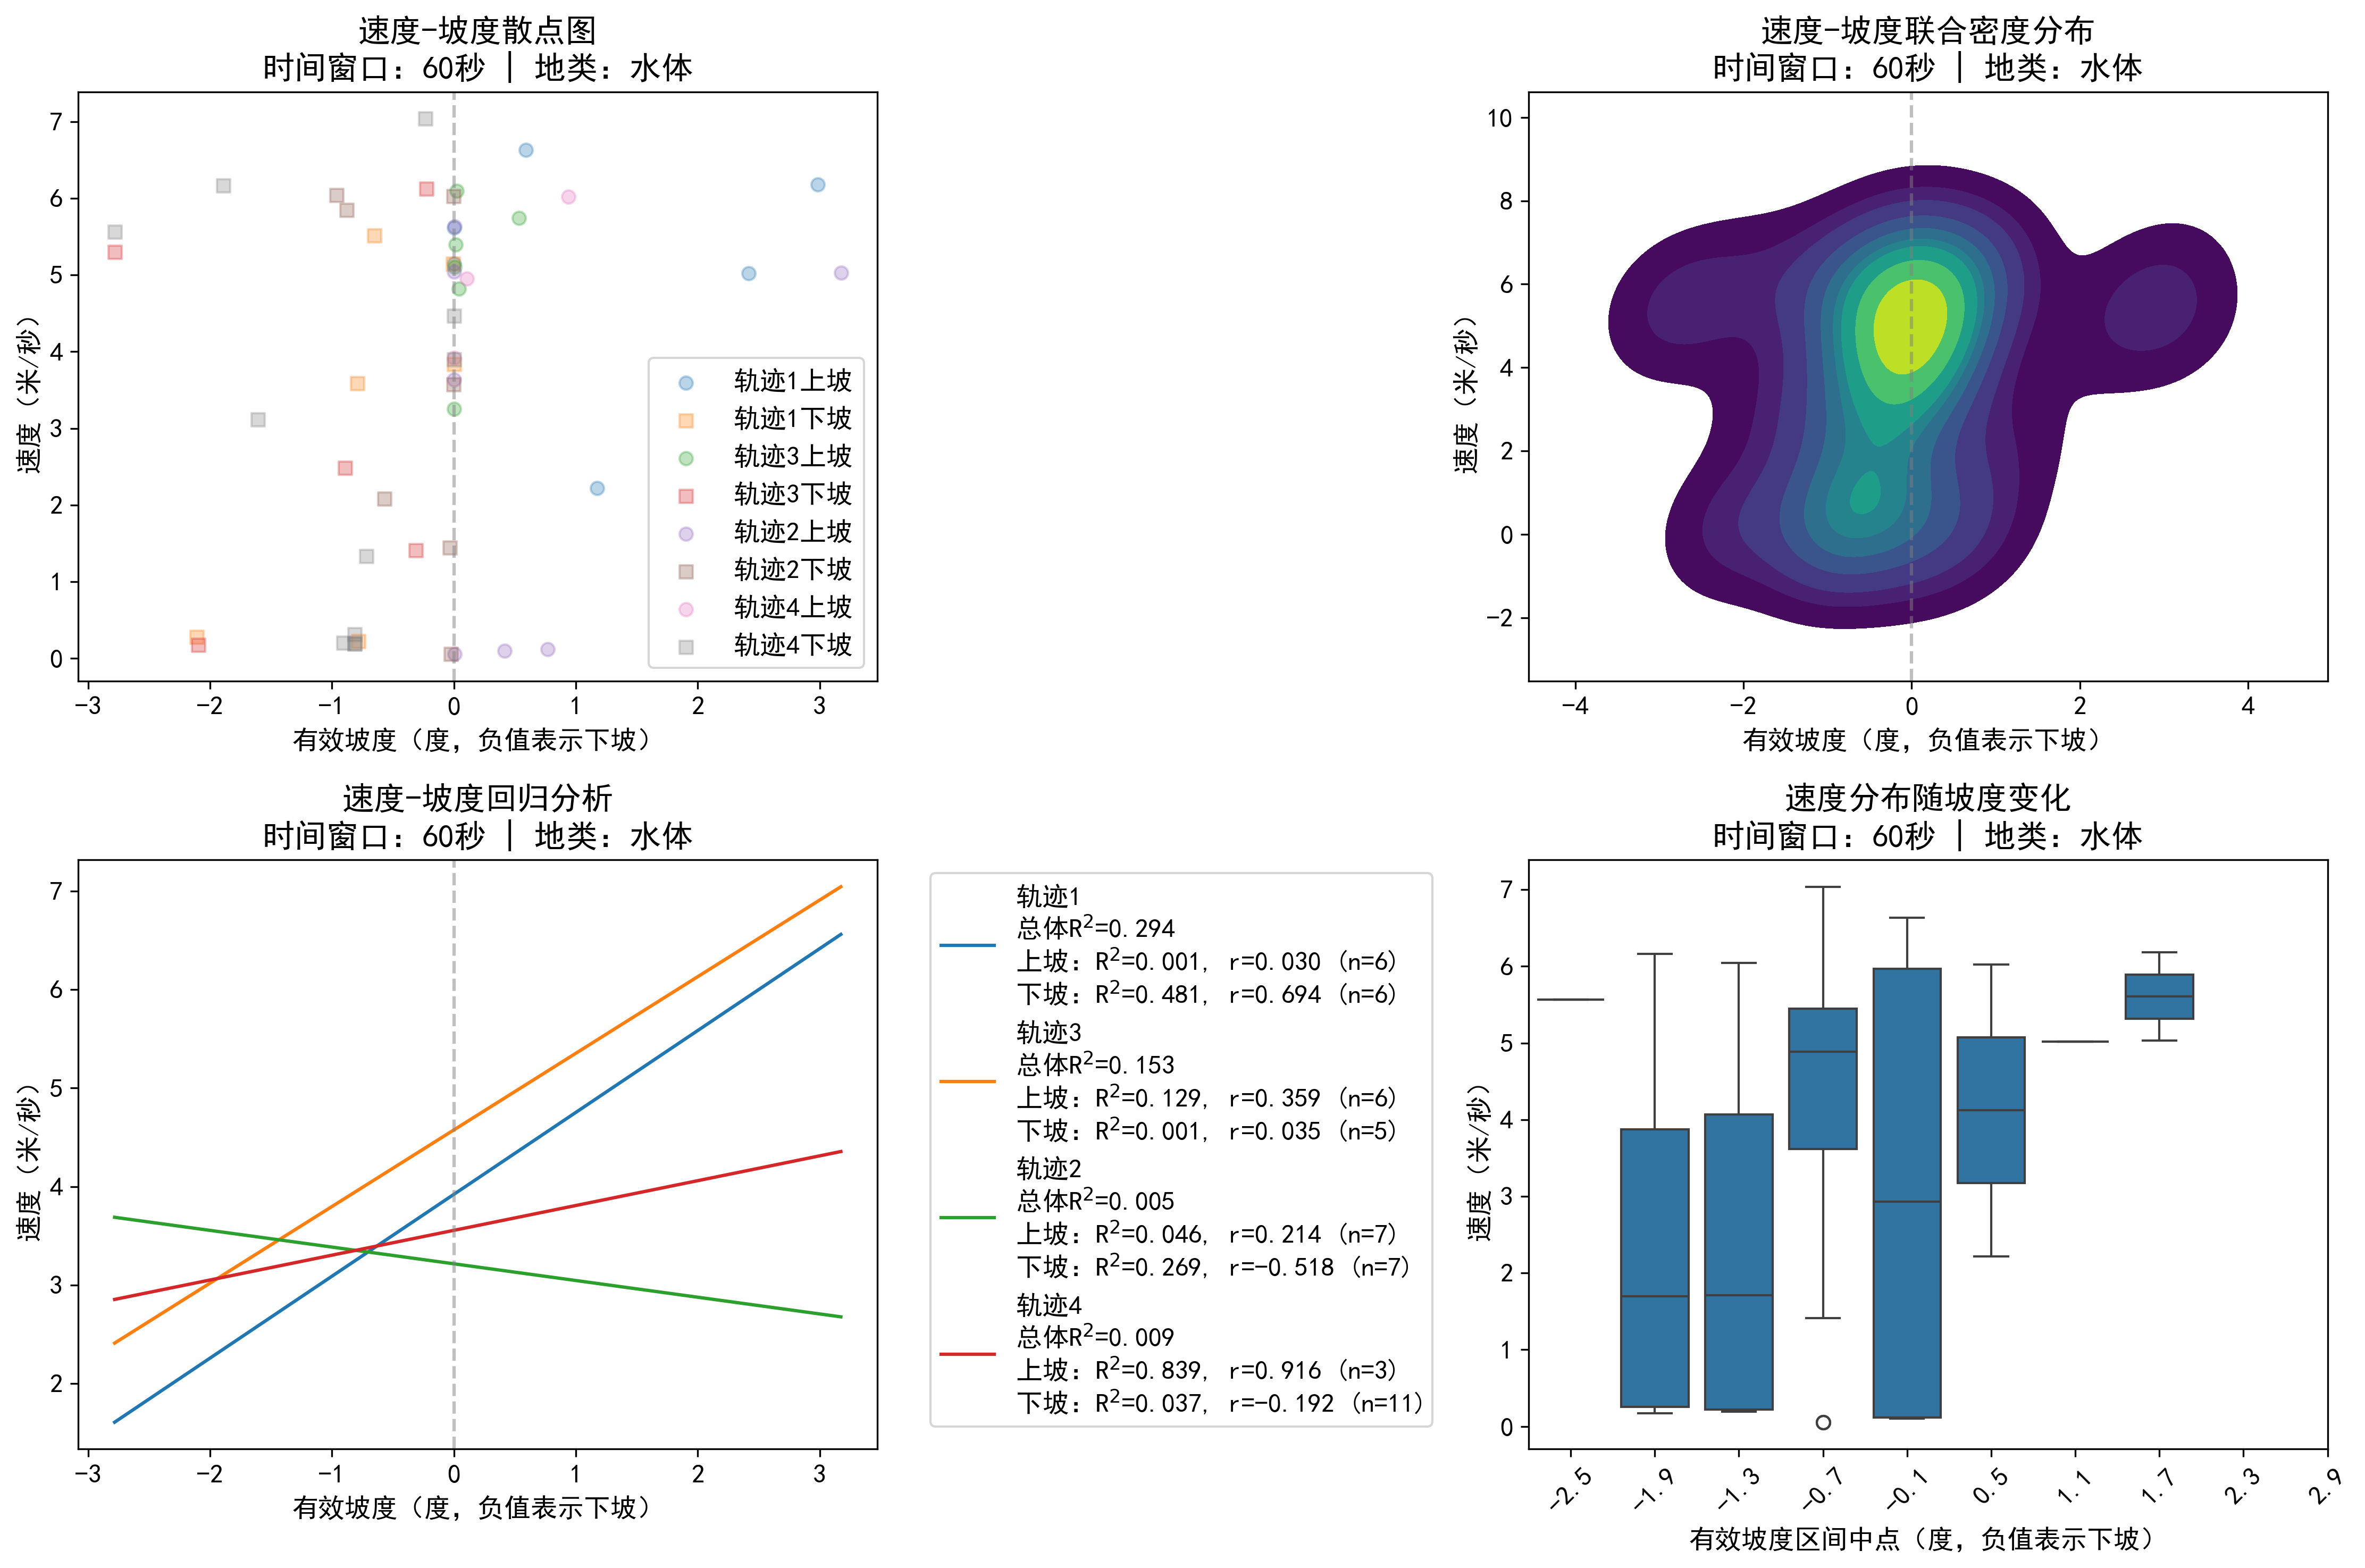 速度-坡度散点图
时间窗口: 60秒 | 地类: 水体
7
6
5
4
3
2
1
0
速度 (米/秒)
−3
−2
−1
0
1
2
3
有效坡度 (度, 负值表示下坡)
轨迹1上坡
轨迹1下坡
轨迹3上坡
轨迹3下坡
轨迹2上坡
轨迹2下坡
轨迹4上坡
轨迹4下坡
速度-坡度联合密度分布
时间窗口: 60秒 | 地类: 水体
10
8
6
4
2
0
−2
速度 (米/秒)
−4
−2
0
2
4
有效坡度 (度, 负值表示下坡)
速度-坡度回归分析
时间窗口: 60秒 | 地类: 水体
7
6
5
4
3
2
速度 (米/秒)
−3
−2
−1
0
1
2
3
有效坡度 (度, 负值表示下坡)
轨迹1
总体R²=0.294
上坡: R²=0.001, r=0.030 (n=6)
下坡: R²=0.481, r=0.694 (n=6)
轨迹3
总体R²=0.153
上坡: R²=0.129, r=0.359 (n=6)
下坡: R²=0.001, r=0.035 (n=5)
轨迹2
总体R²=0.005
上坡: R²=0.046, r=0.214 (n=7)
下坡: R²=0.269, r=-0.518 (n=7)
轨迹4
总体R²=0.009
上坡: R²=0.839, r=0.916 (n=3)
下坡: R²=0.037, r=-0.192 (n=11)
速度分布随坡度变化
时间窗口: 60秒 | 地类: 水体
7
6
5
4
3
2
1
0
速度 (米/秒)
−2.5
−1.9
−1.3
−0.7
−0.1
0.5
1.1
1.7
2.3
2.9
有效坡度区间中点 (度, 负值表示下坡)